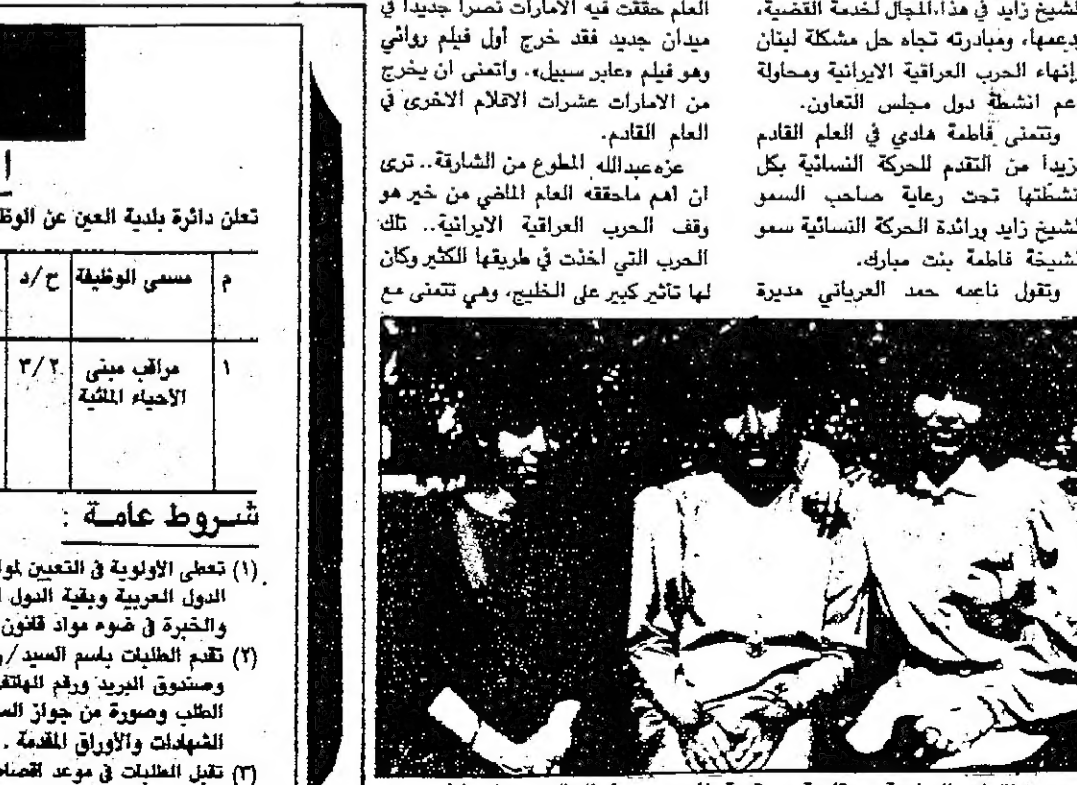 الشيخ زايد في هذا المجال لخدمة القضية،
ودعمها، ومبادرته تجاه حل مشكلة لبنان
وإنهاء الحرب العراقية الايرانية ومحاولة
دعم انشطة دول مجلس التعاون.
وتتمنى فاطمة هادي في العام القادم
مزيدا من التقدم للحركة النسائية بكل
انشطتها تحت رعاية صاحب السمو
الشيخ زايد ورائدة الحركة النسائية سمو
الشيخة فاطمة بنت مبارك.
وتقول ناعمه حمد العرياني مديرة
العام حققت فيه الامارات نصرا جديدا في
ميدان جديد فقد خرج أول فيلم روائي
وهو فيلم «عابر سبيل». واتمنى ان يخرج
من الامارات عشرات الافلام الاخرى في
العام القادم.
عزه عبدالله المطوع من الشارقة.. ترى
ان اهم ماحققه العام الماضي من خير هو
وقف الحرب العراقية الايرانية.. تلك
الحرب التي اخذت في طريقها الكثير وكان
لها تاثير كبير على الخليج، وهي تتمنى مع
تعلن دائرة بلدية العين عن
م مسمى الوظيفة ح/د
١ مراقب مبنى ٣/٢
الأحياء المائية
شروط عامة :
(١) تعطى الأولوية في التعيين
الدول العربية وبقية الدول
والخبرة في ضوء مواد قانون
(٢) تقدم الطلبات باسم السيد/
وصندوق البريد ورقم الهاتف
الطلب وصورة من جواز
الشهادات والأوراق المقدمة .
(٣) تقبل الطلبات في موعد